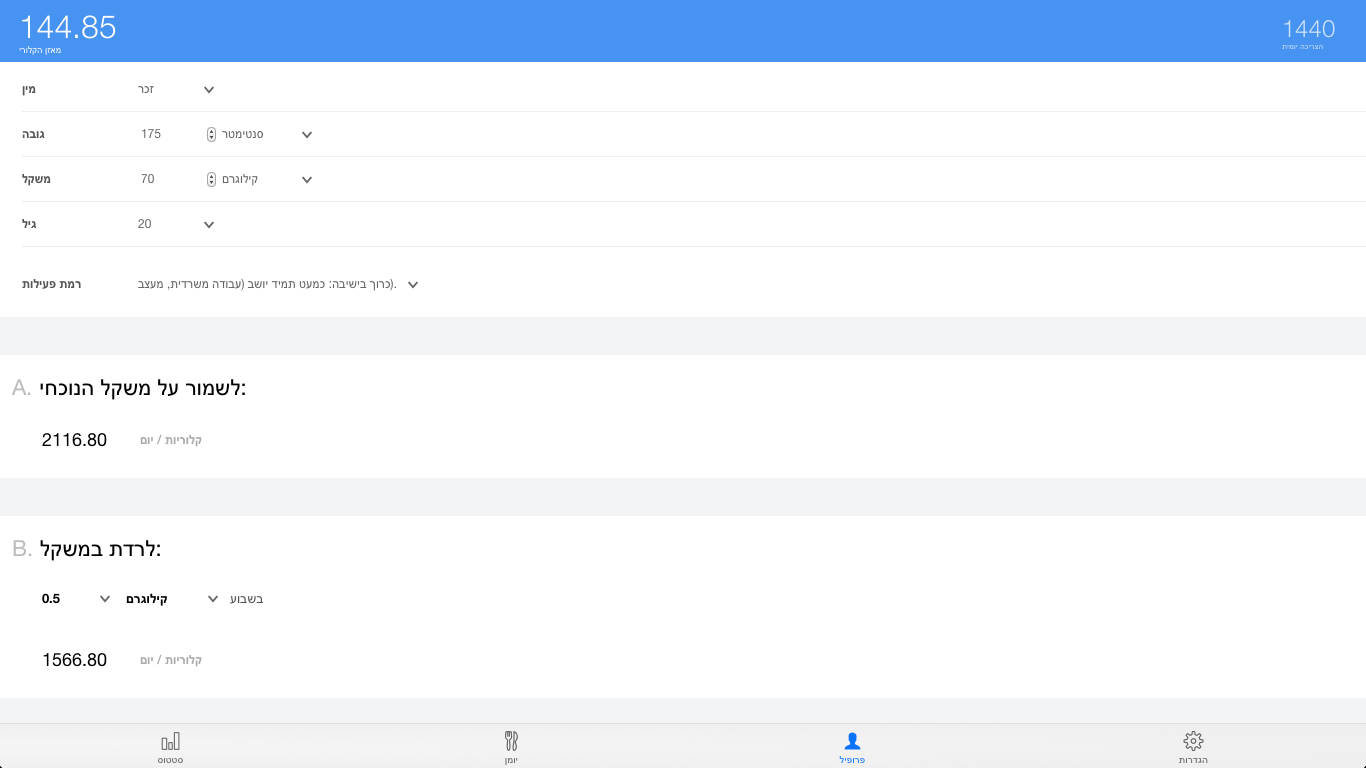 144.85
מאזן הקלורי
1440
הצריכה יומית
מין זכר
גובה 175 סנטימטר
משקל 70 קילוגרם
גיל 20
רמת פעילות כרוך בישיבה: כמעט תמיד יושב (עבודה משרדית, מעצב).
A. לשמור על משקל הנוכחי:
2116.80 קלוריות / יום
B. לרדת במשקל:
0.5 קילוגרם בשבוע
1566.80 קלוריות / יום
סטטוס יומן פרופיל הגדרות